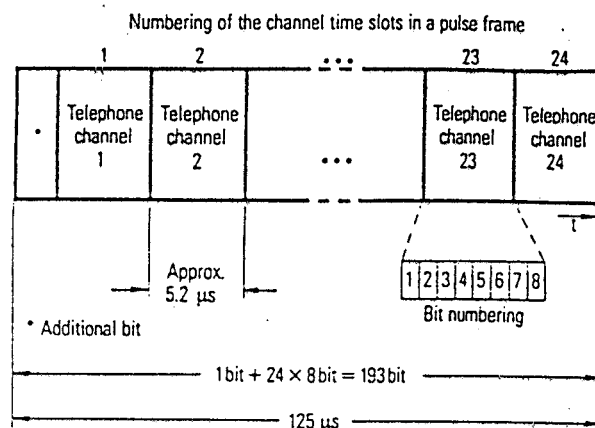 Numbering of the channel time slots in a pulse frame
1 2 ••• 23 24
• Telephone channel 1
Telephone channel 2
•••
Telephone channel 23
Telephone channel 24
t
Approx. 5.2 µs
1 2 3 4 5 6 7 8
Bit numbering
• Additional bit
1 bit + 24 × 8 bit = 193 bit
125 µs